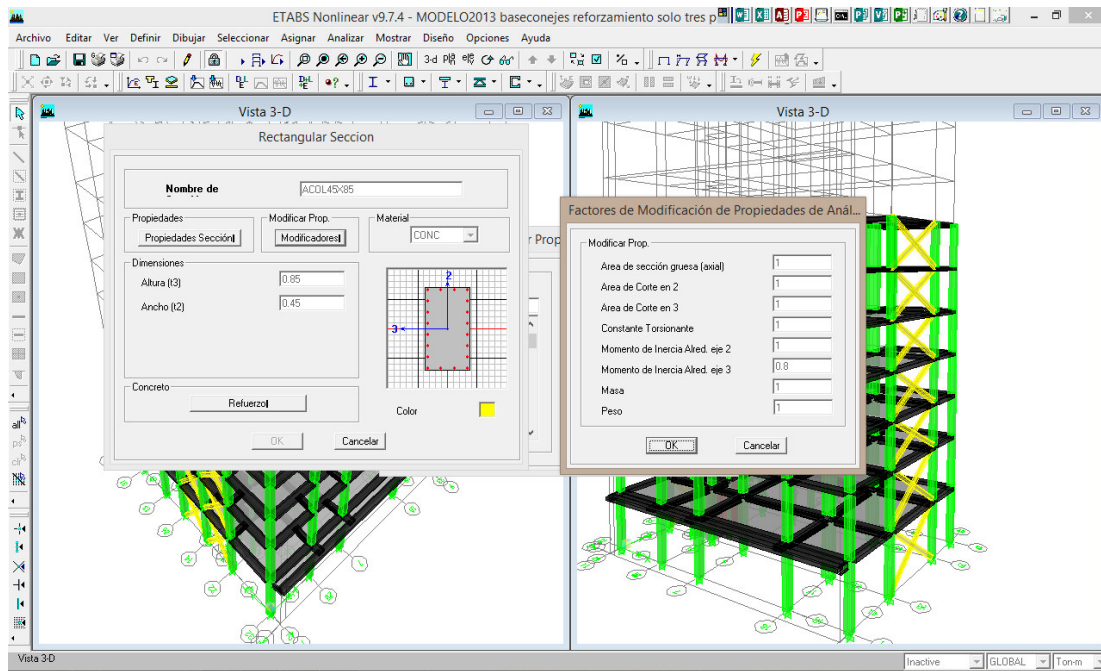 ETABS Nonlinear v9.7.4 - MODELO2013 baseconejes reforzamiento solo tres p
Archivo Editar Ver Definir Dibujar Seleccionar Asignar Analizar Mostrar Diseño Opciones Ayuda
3-d
Vista 3-D
Vista 3-D
Rectangular Seccion
Nombre de
ACOL45X85
Propiedades
Propiedades Sección
Modificar Prop.
Modificadores
Material
CONC
Dimensiones
Altura (t3)
0.85
Ancho (t2)
0.45
2
3
Concreto
Refuerzo
Color
OK
Cancelar
r Prop
Factores de Modificación de Propiedades de Anál...
Modificar Prop.
Area de sección gruesa (axial)
1
Area de Corte en 2
1
Area de Corte en 3
1
Constante Torsionante
1
Momento de Inercia Alred. eje 2
1
Momento de Inercia Alred. eje 3
0.8
Masa
1
Peso
1
OK
Cancelar
all
ps
clr
Vista 3-D
Inactive
GLOBAL
Ton-m